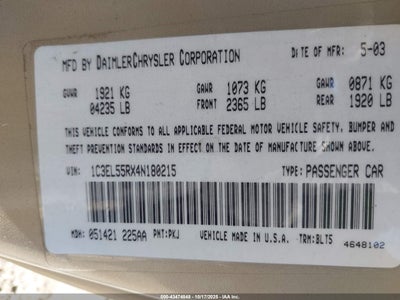 MFD BY DAIMLERCHRYSLER CORPORATION DATE OF MFR: 5-03
GVWR GAWR 1073 KG GAWR 0871 KG
1921 KG FRONT 2365 LB REAR 1920 LB
04235 LB
THIS VEHICLE CONFORMS TO ALL APPLICABLE FEDERAL MOTOR VEHICLE SAFETY, BUMPER AND
THEFT PREVENTION STANDARDS IN EFFECT ON THE DATE OF MANUFACTURE SHOWN ABOVE.
VIN: 1C3EL55RX4N180215 TYPE: PASSENGER CAR
MDH: 051421 225AA PNT: PKJ VEHICLE MADE IN U.S.A. TRM: BLT5
4648102
000-43474848 - 10/17/2025 - IAA Inc.